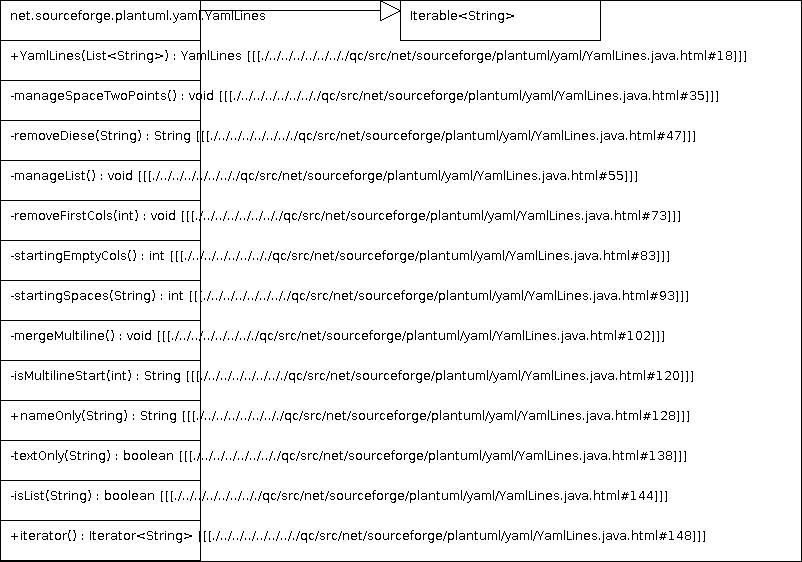 net.sourceforge.plantuml.yaml.YamlLines
Iterable<String>
+YamlLines(List<String>) : YamlLines [[[./../../../../../../qc/src/net/sourceforge/plantuml/yaml/YamlLines.java.html#18]]]
-manageSpaceTwoPoints() : void [[[./../../../../../../qc/src/net/sourceforge/plantuml/yaml/YamlLines.java.html#35]]]
-removeDiese(String) : String [[[./../../../../../../qc/src/net/sourceforge/plantuml/yaml/YamlLines.java.html#47]]]
-manageList() : void [[[./../../../../../../qc/src/net/sourceforge/plantuml/yaml/YamlLines.java.html#55]]]
-removeFirstCols(int) : void [[[./../../../../../../qc/src/net/sourceforge/plantuml/yaml/YamlLines.java.html#73]]]
-startingEmptyCols() : int [[[./../../../../../../qc/src/net/sourceforge/plantuml/yaml/YamlLines.java.html#83]]]
-startingSpaces(String) : int [[[./../../../../../../qc/src/net/sourceforge/plantuml/yaml/YamlLines.java.html#93]]]
-mergeMultiline() : void [[[./../../../../../../qc/src/net/sourceforge/plantuml/yaml/YamlLines.java.html#102]]]
-isMultilineStart(int) : String [[[./../../../../../../qc/src/net/sourceforge/plantuml/yaml/YamlLines.java.html#120]]]
+nameOnly(String) : String [[[./../../../../../../qc/src/net/sourceforge/plantuml/yaml/YamlLines.java.html#128]]]
-textOnly(String) : boolean [[[./../../../../../../qc/src/net/sourceforge/plantuml/yaml/YamlLines.java.html#138]]]
-isList(String) : boolean [[[./../../../../../../qc/src/net/sourceforge/plantuml/yaml/YamlLines.java.html#144]]]
+iterator() : Iterator<String> [[[./../../../../../../qc/src/net/sourceforge/plantuml/yaml/YamlLines.java.html#148]]]